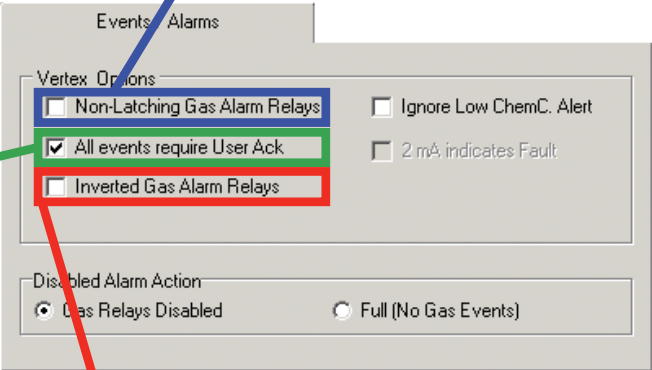 Events / Alarms
Vertex Options
Non-Latching Gas Alarm Relays
Ignore Low ChemC. Alert
All events require User Ack
2 mA indicates Fault
Inverted Gas Alarm Relays
Disabled Alarm Action
Gas Relays Disabled
Full (No Gas Events)